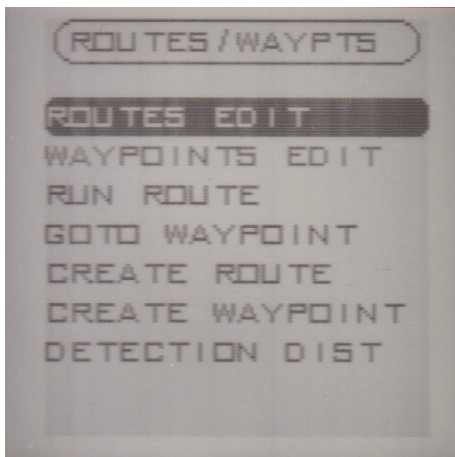 ROUTES/WAYPTS
ROUTES EDIT
WAYPOINTS EDIT
RUN ROUTE
GOTO WAYPOINT
CREATE ROUTE
CREATE WAYPOINT
DETECTION DIST